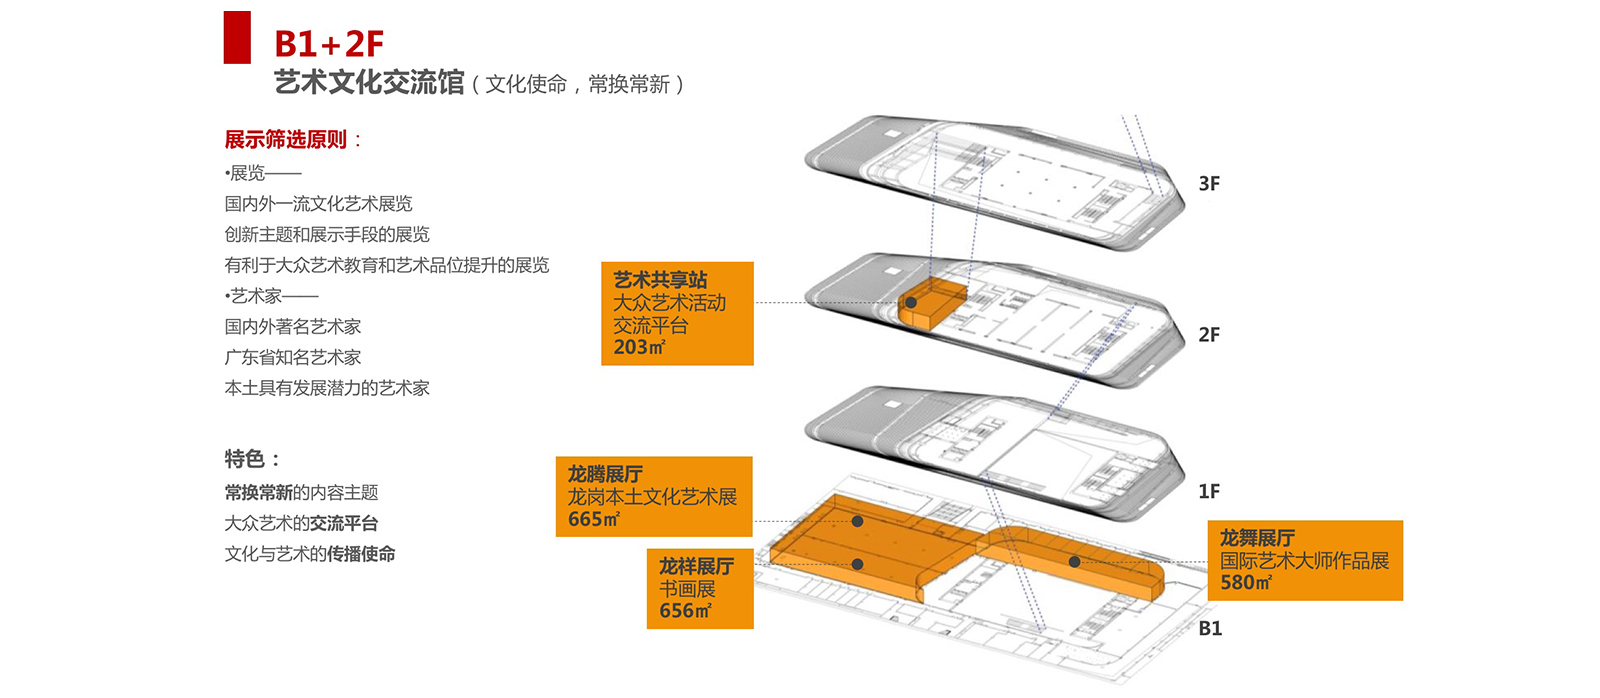 B1+2F
艺术文化交流馆（文化使命，常换常新）
展示筛选原则：
•展览——
国内外一流文化艺术展览
创新主题和展示手段的展览
有利于大众艺术教育和艺术品位提升的展览
•艺术家——
国内外著名艺术家
广东省知名艺术家
本土具有发展潜力的艺术家
特色：
常换常新的内容主题
大众艺术的交流平台
文化与艺术的传播使命
3F
艺术共享站
大众艺术活动
交流平台
203㎡
2F
1F
龙腾展厅
龙岗本土文化艺术展
665㎡
龙祥展厅
书画展
656㎡
龙舞展厅
国际艺术大师作品展
580㎡
B1